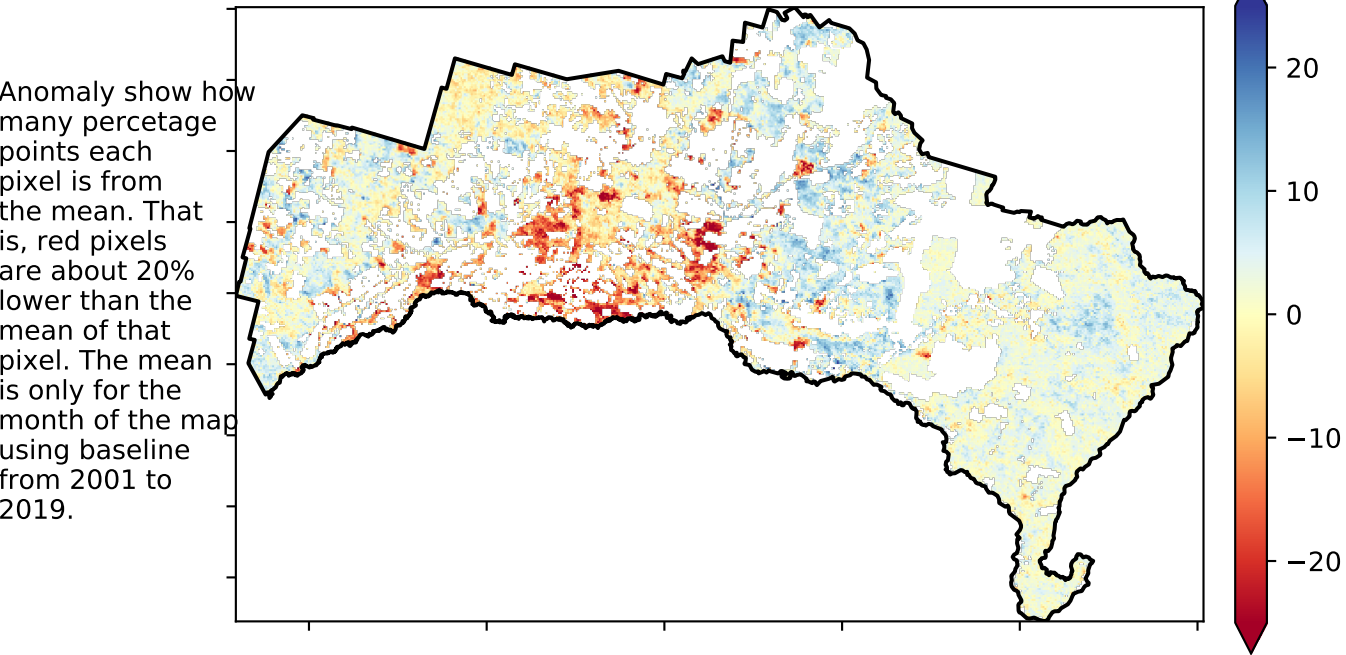 Anomaly show how
many percetage
points each
pixel is from
the mean. That
is, red pixels
are about 20%
lower than the
mean of that
pixel. The mean
is only for the
month of the map
using baseline
from 2001 to
2019.
20
10
0
−10
−20